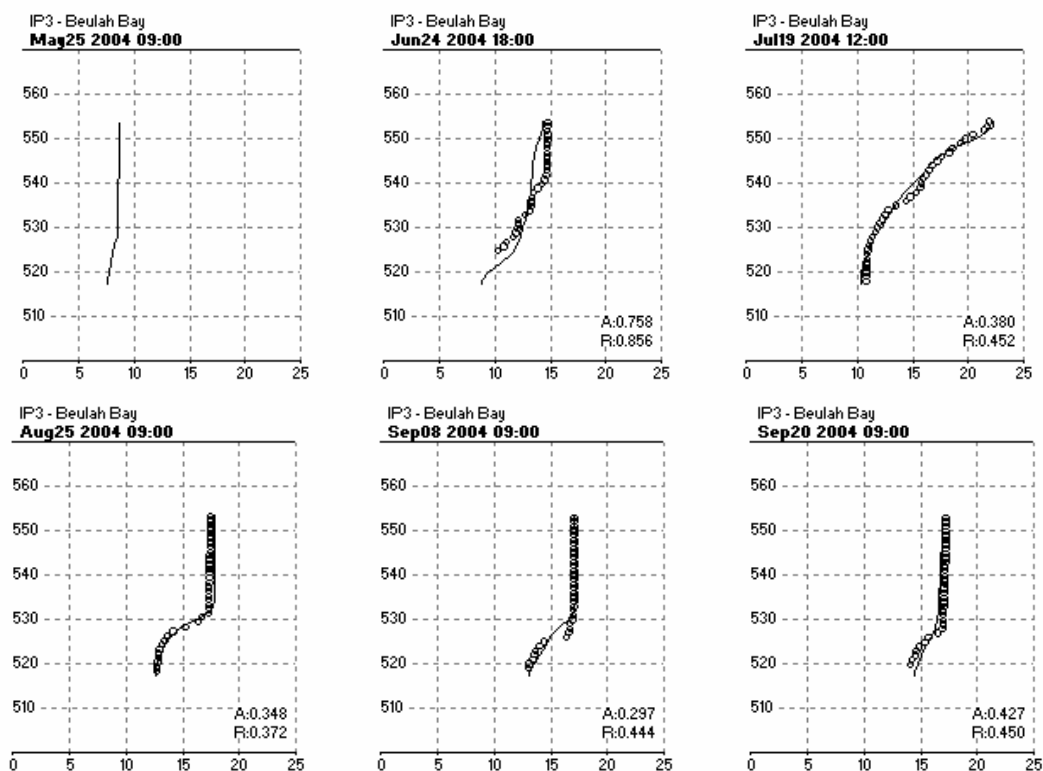 IP3 - Beulah Bay
May25 2004 09:00
560
550
540
530
520
510
0 5 10 15 20 25
IP3 - Beulah Bay
Jun24 2004 18:00
560
550
540
530
520
510
A:0.758
R:0.856
0 5 10 15 20 25
IP3 - Beulah Bay
Jul19 2004 12:00
560
550
540
530
520
510
A:0.380
R:0.452
0 5 10 15 20 25
IP3 - Beulah Bay
Aug25 2004 09:00
560
550
540
530
520
510
A:0.348
R:0.372
0 5 10 15 20 25
IP3 - Beulah Bay
Sep08 2004 09:00
560
550
540
530
520
510
A:0.297
R:0.444
0 5 10 15 20 25
IP3 - Beulah Bay
Sep20 2004 09:00
560
550
540
530
520
510
A:0.427
R:0.450
0 5 10 15 20 25